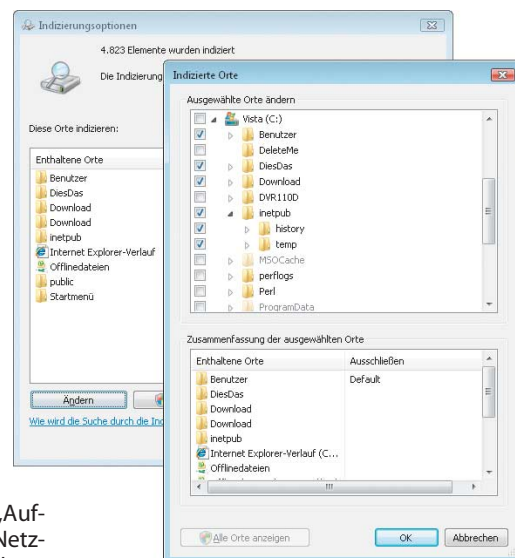 Indizierungsoptionen
4.823 Elemente wurden indiziert
Die Indizierung
Diese Orte indizieren:
Enthaltene Orte
Benutzer
DiesDas
Download
Download
inetpub
Internet Explorer-Verlauf
Offlinedateien
public
Startmenü
Ändern
Wie wird die Suche durch die
Indizierte Orte
Ausgewählte Orte ändern
Vista (C:)
Benutzer
DeleteMe
DiesDas
Download
DVR110D
inetpub
history
temp
MSOCache
perflogs
Perl
ProgramData
Zusammenfassung der ausgewählten Orte
Enthaltene Orte Ausschließen
Benutzer Default
DiesDas
Download
Download
inetpub
Internet Explorer-Verlauf (C...
Offlinedateien
Alle Orte anzeigen OK Abbrechen
„Auf-
Netz-